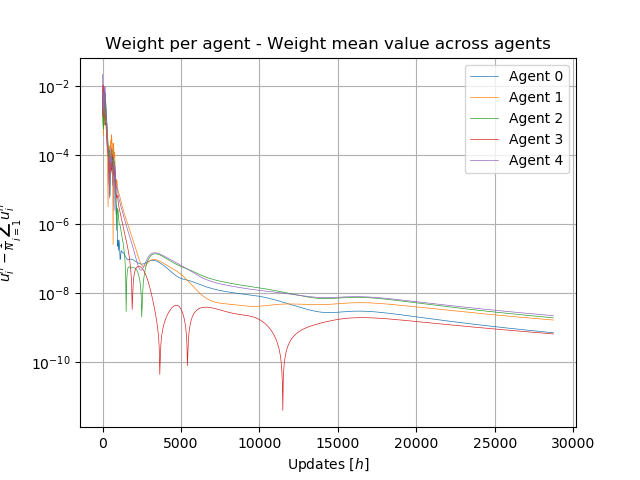 Weight per agent - Weight mean value across agents
Agent 0
Agent 1
Agent 2
Agent 3
Agent 4
10⁻²
10⁻⁴
10⁻⁶
10⁻⁸
10⁻¹⁰
0
5000
10000
15000
20000
25000
30000
Updates [h]